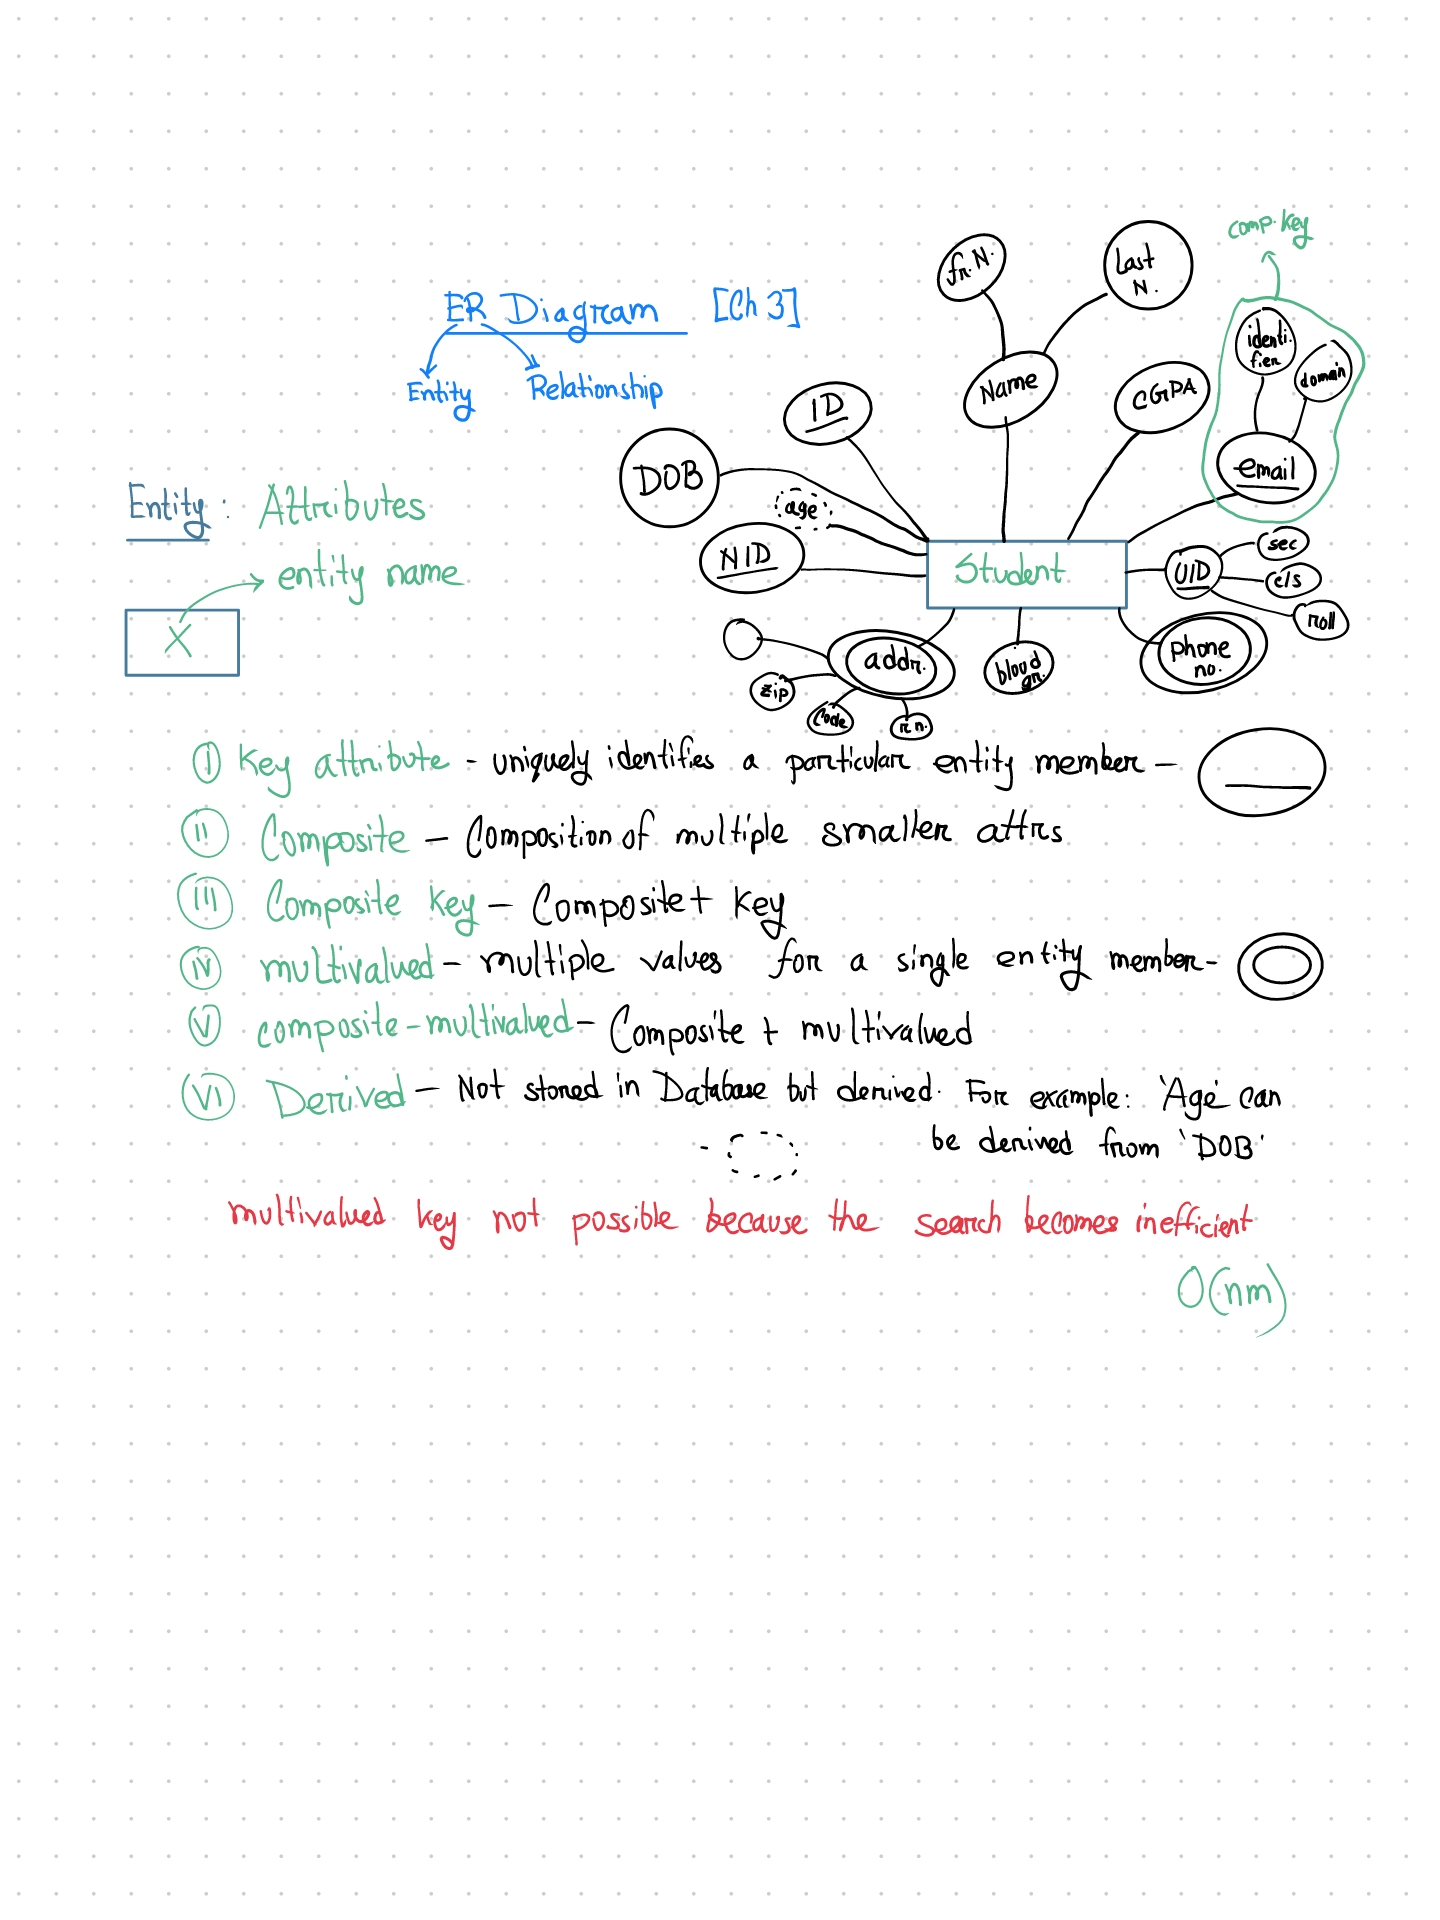 comp. key
fr. N.
Last
N.
ER Diagram [Ch 3]
Entity
Relationship
identi-
fier
domain
Name
CGPA
ID
email
DOB
age
NID
Entity : Attributes
entity name
X
Student
UID
sec
c/s
roll
phone
no.
addr.
blood
gr.
zip
Code
r.n.
i Key attribute - uniquely identifies a particular entity member -
ii Composite - Composition of multiple smaller attrs
iii Composite key - Composite + key
iv multivalued - multiple values for a single entity member -
v composite-multivalued - Composite + multivalued
vi Derived - Not stored in Database but derived. For example: 'Age' can
be derived from 'DOB'
multivalued key not possible because the search becomes inefficient
O(nm)